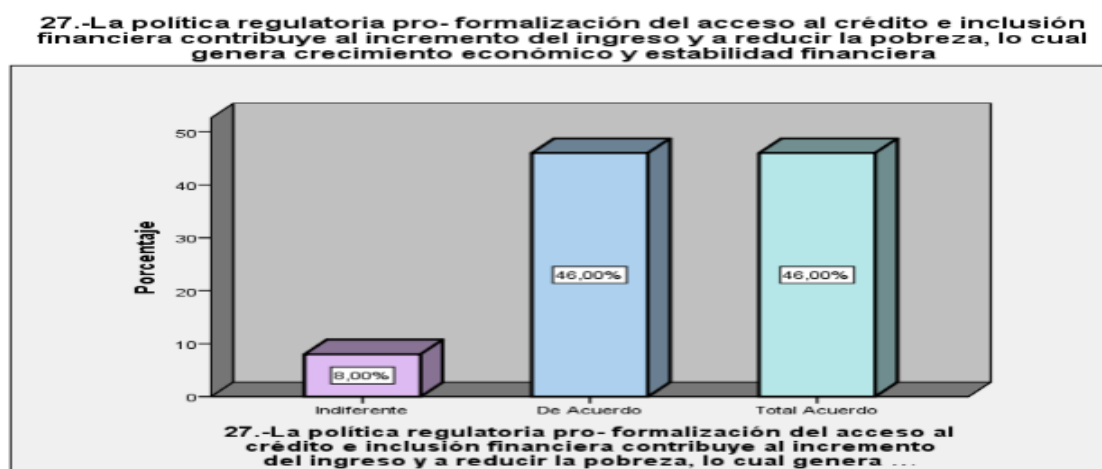 27.-La política regulatoria pro- formalización del acceso al crédito e inclusión
financiera contribuye al incremento del ingreso y a reducir la pobreza, lo cual
genera crecimiento económico y estabilidad financiera
50
40
30
20
10
0
Porcentaje
8,00%
46,00%
46,00%
Indiferente
De Acuerdo
Total Acuerdo
27.-La política regulatoria pro- formalización del acceso al
crédito e inclusión financiera contribuye al incremento
del ingreso y a reducir la pobreza, lo cual genera ...